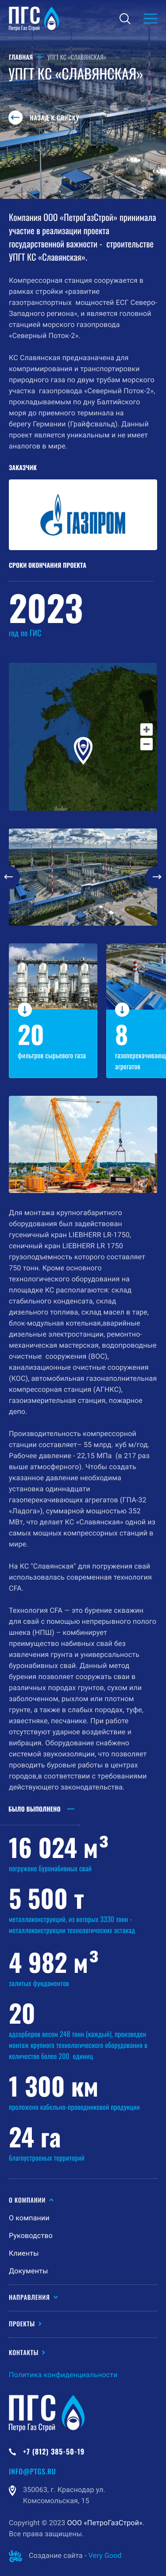 ПГС
Петро Газ Строй
ГЛАВНАЯ — УПГТ КС «СЛАВЯНСКАЯ»
УПГТ КС «СЛАВЯНСКАЯ»
НАЗАД К СПИСКУ
Компания ООО «ПетроГазСтрой» принимала
участие в реализации проекта
государственной важности - строительстве
УПГТ КС «Славянская».
Компрессорная станция сооружается в
рамках стройки «развитие
газотранспортных мощностей ЕСГ Северо-
Западного региона», и является головной
станцией морского газопровода
«Северный Поток-2».
КС Славянская предназначена для
компримирования и транспортировки
природного газа по двум трубам морского
участка газопровода «Северный Поток-2»,
прокладываемым по дну Балтийского
моря до приемного терминала на
берегу Германии (Грайфсвальд). Данный
проект является уникальным и не имеет
аналогов в мире.
ЗАКАЗЧИК
ГАЗПРОМ
СРОКИ ОКОНЧАНИЯ ПРОЕКТА
2023
год по ГИС
20
фильтров сырьевого газа
8
газоперекачивающ
агрегатов
Для монтажа крупногабаритного
оборудования был задействован
гусеничный кран LIEBHERR LR-1750,
сеничный кран LIEBHERR LR 1750
грузоподъемность которого составляет
750 тонн. Кроме основного
технологического оборудования на
площадке КС располагаются: склад
стабильного конденсата, склад
дизельного топлива, склад масел в таре,
блок-модульная котельная,аварийные
дизельные электростанции, ремонтно-
механическая мастерская, водопроводные
очистные сооружения (ВОС),
канализационные очистные сооружения
(КОС), автомобильная газонаполнительная
компрессорная станция (АГНКС),
газоизмерительная станция, пожарное
депо.
Производительность компрессорной
станции составляет– 55 млрд. куб м/год.
Рабочее давление - 22,15 МПа (в 217 раз
выше атмосферного). Чтобы создать
указанное давление необходима
установка одиннадцати
газоперекачивающих агрегатов (ГПА-32
«Ладога»), суммарной мощностью 352
МВт, что делает КС «Славянская» одной из
самых мощных компрессорных станций в
мире.
На КС "Славянская" для погружения свай
использовалась современная технология
CFA.
Технология CFA — это бурение скважин
для свай с помощью непрерывного полого
шнека (НПШ) – комбинирует
преимущество набивных свай без
извлечения грунта и универсальность
буронабивных свай. Данный метод
бурения позволяет сооружать сваи в
различных породах грунтов, сухом или
заболоченном, рыхлом или плотном
грунте, а также в слабых породах, туфе,
известняке, песчанике. При работе
отсутствуют ударное воздействие и
вибрация. Оборудование снабжено
системой звукоизоляции, что позволяет
проводить буровые работы в центрах
города,в соответствии с требованиями
действующего законодательства.
БЫЛО ВЫПОЛНЕНО
16 024 м³
погружено буронабивных свай
5 500 т
металлоконструкций, из которых 3330 тонн -
металлоконструкции технологических эстакад
4 982 м³
залитых фундаментов
20
адсорберов весом 248 тонн (каждый), произведен
монтаж крупного технологического оборудования в
количестве более 200 единиц
1 300 км
проложено кабельно-проводниковой продукции
24 га
Благоустроеных территорий
О КОМПАНИИ
О компании
Руководство
Клиенты
Документы
НАПРАВЛЕНИЯ
ПРОЕКТЫ
КОНТАКТЫ
Политика конфиденциальности
ПГС
Петро Газ Строй
+7 (812) 385-50-19
INFO@PTGS.RU
350063, г. Краснодар ул.
Комсомольская, 15
Copyright © 2023 ООО «ПетроГазСтрой».
Все права защищены.
Создание сайта - Very Good